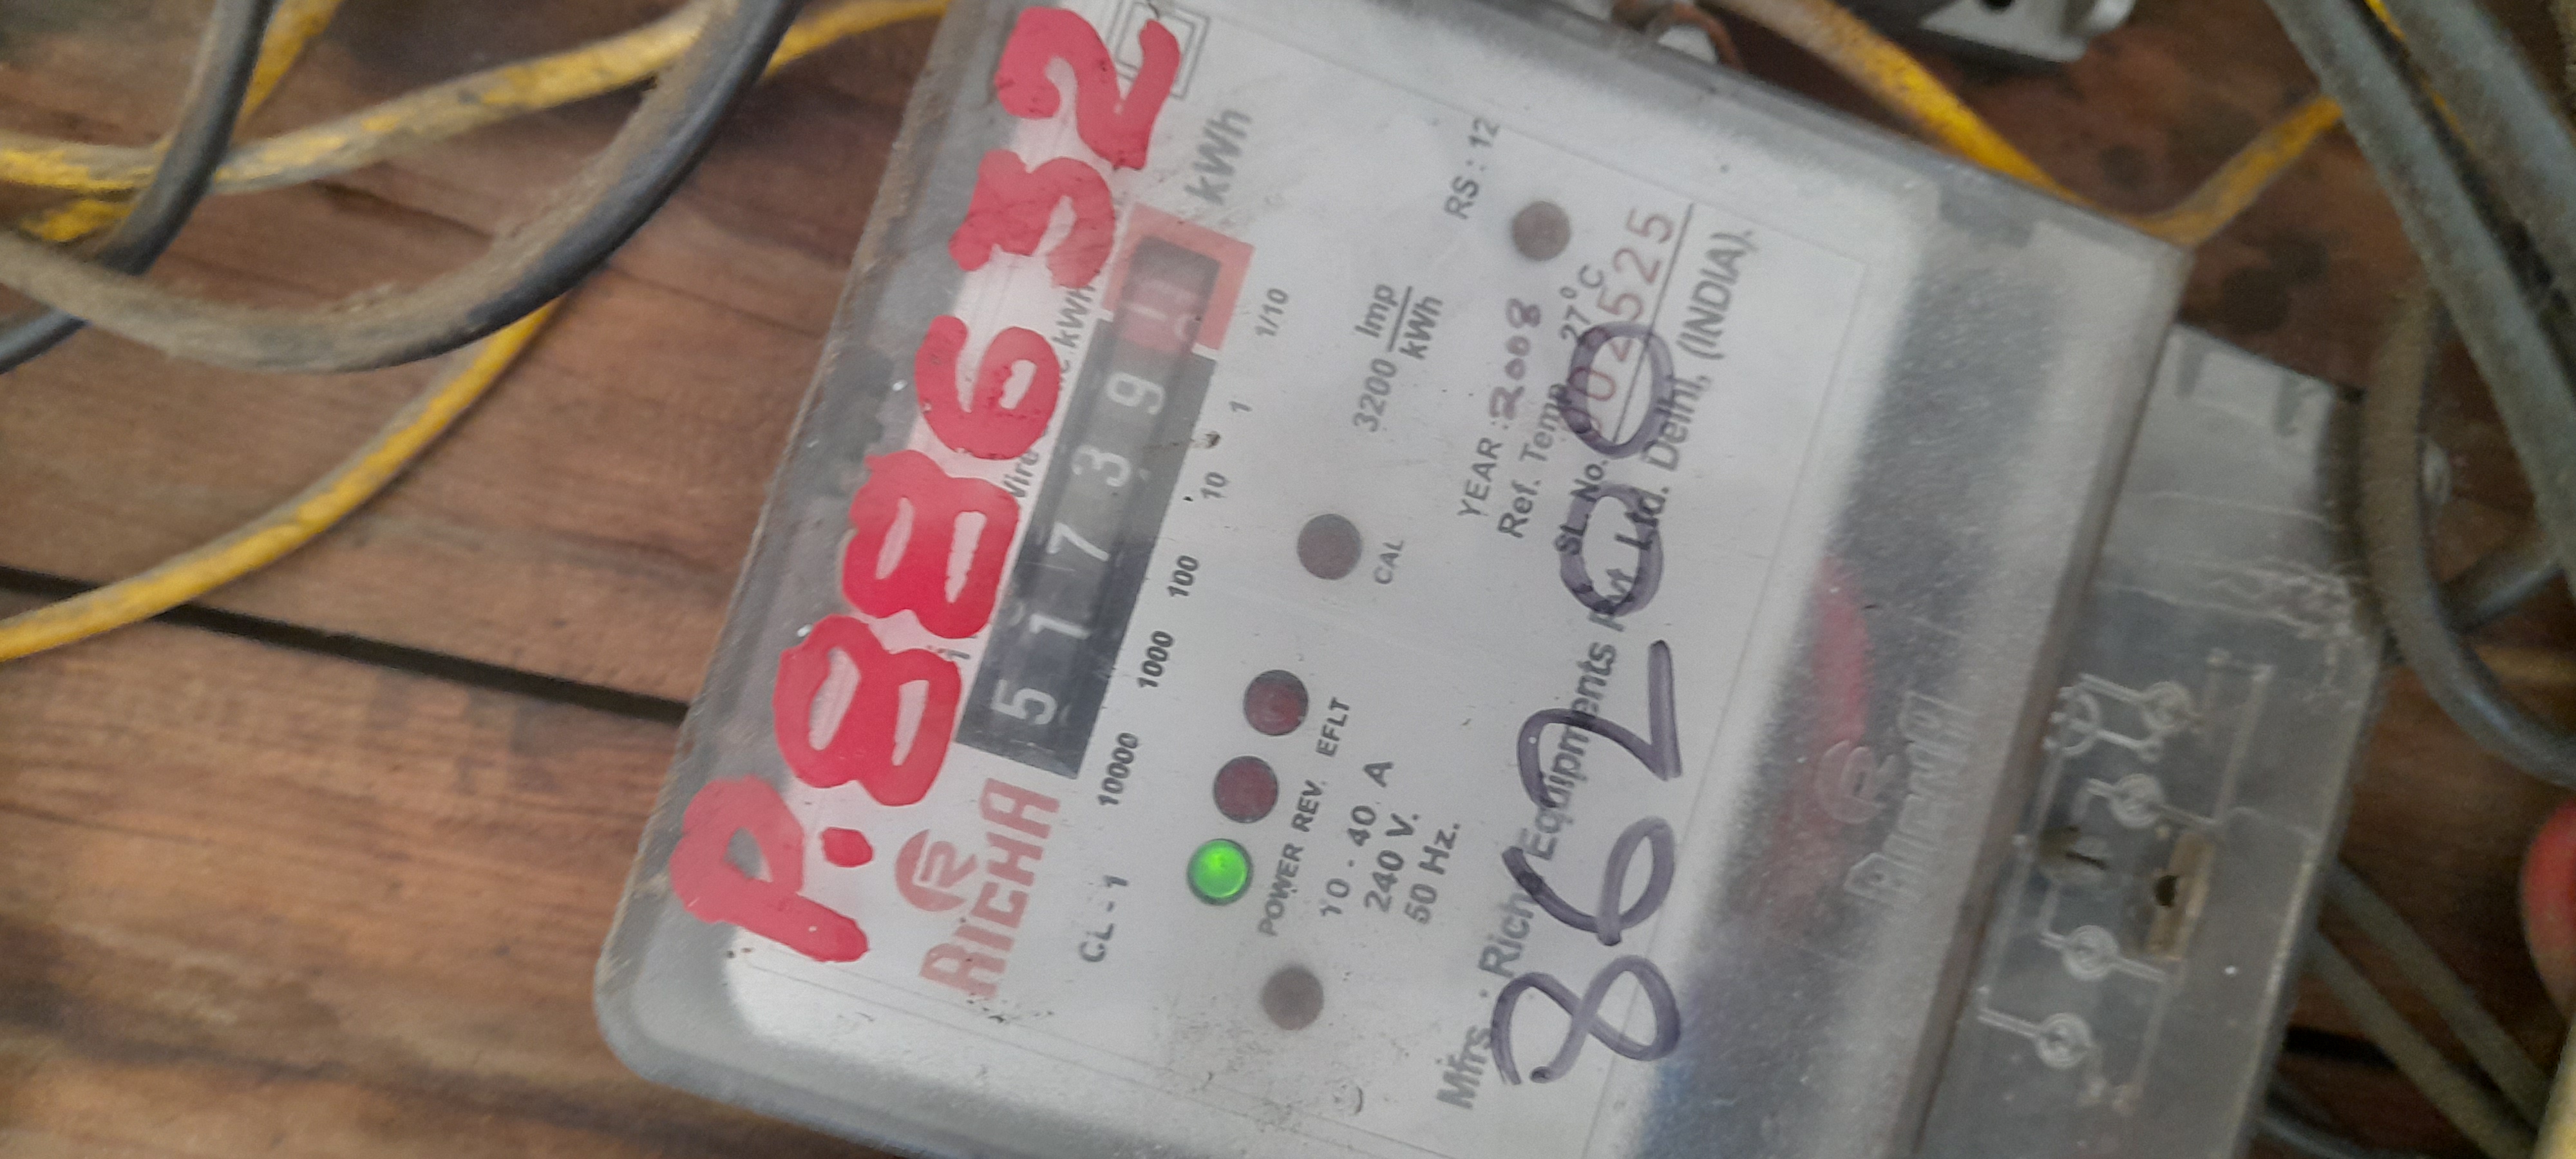 P.88632
RICHA
5 1 7 3 9
kWh
10000 1000 100 10 1 1/10
CL - 1
POWER REV. EFLT
CAL
3200 Imp/kWh
RS : 12
10 - 40 A
240 V.
50 Hz.
YEAR : 2008
Ref. Temp 27° C
SL. No. 002525
Mfrs. Richa Equipments Pvt Ltd. Delhi, (INDIA).
RICHA